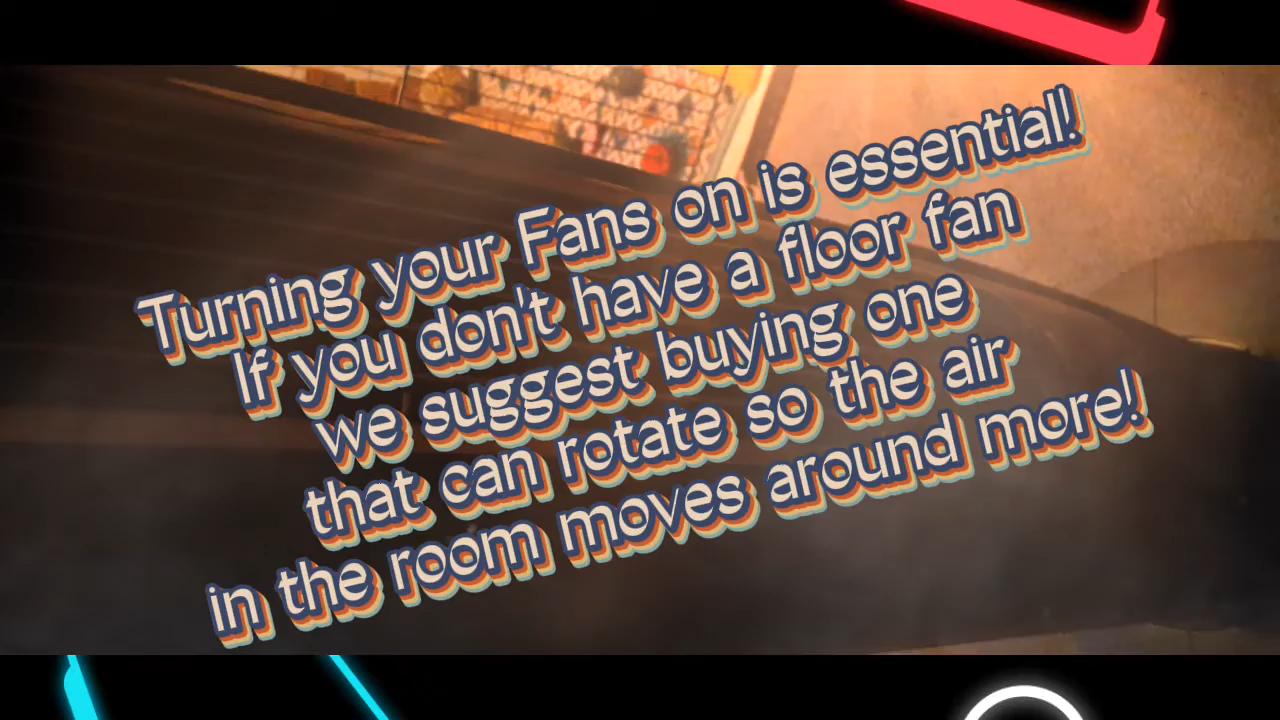 Turning your Fans on is essential!
If you don't have a floor fan
we suggest buying one
that can rotate so the air
in the room moves around more!